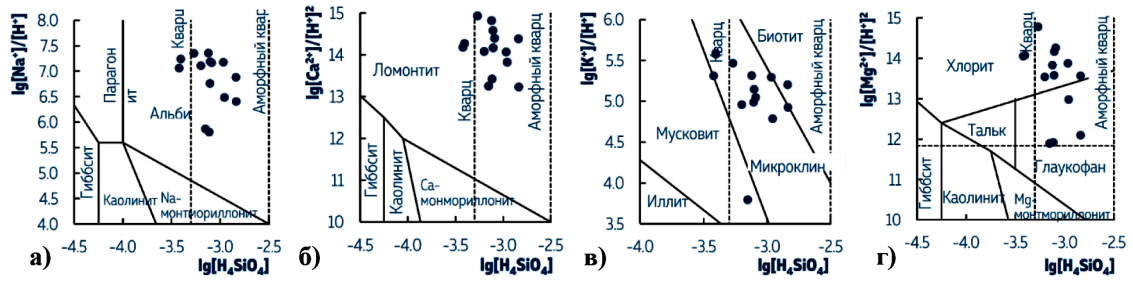 lg[Na⁺]/[H⁺]
8.0
7.5
7.0
6.5
6.0
5.5
5.0
4.5
4.0
Парагон
ит
Кварц
Аморфный квар
Альби
Гиббсит
Каолинит
Na-
монтмориллонит
-4.5
-4.0
-3.5
-3.0
-2.5
lg[H₄SiO₄]
а)
lg[Ca²⁺]/[H⁺]²
15
14
13
12
11
10
Ломонтит
Кварц
Аморфный кварц
Гиббсит
Каолинит
Ca-
монмориллонит
-4.5
-4.0
-3.5
-3.0
-2.5
lg[H₄SiO₄]
б)
lg[K⁺]/[H⁺]
6.0
5.5
5.0
4.5
4.0
3.5
Кварц
Биотит
Аморфный кварц
Мусковит
Микроклин
Иллит
-4.0
-3.5
-3.0
-2.5
lg[H₄SiO₄]
в)
lg[Mg²⁺]/[H⁺]²
15
14
13
12
11
10
Хлорит
Кварц
Аморфный кварц
Тальк
Глаукофан
Гиббсит
Каолинит
Mg
монтмориллонит
-4.5
-4.0
-3.5
-3.0
-2.5
lg[H₄SiO₄]
г)